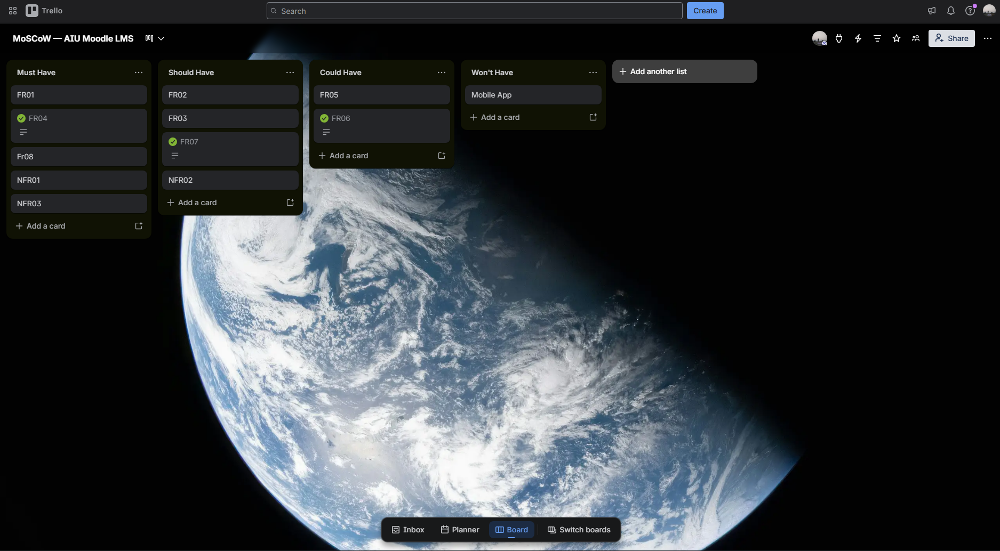 Trello
Search
Create
MoSCoW — AIU Moodle LMS
Share
Must Have
FR01
FR04
Fr08
NFR01
NFR03
Add a card
Should Have
FR02
FR03
FR07
NFR02
Add a card
Could Have
FR05
FR06
Add a card
Won't Have
Mobile App
Add a card
Add another list
Inbox
Planner
Board
Switch boards